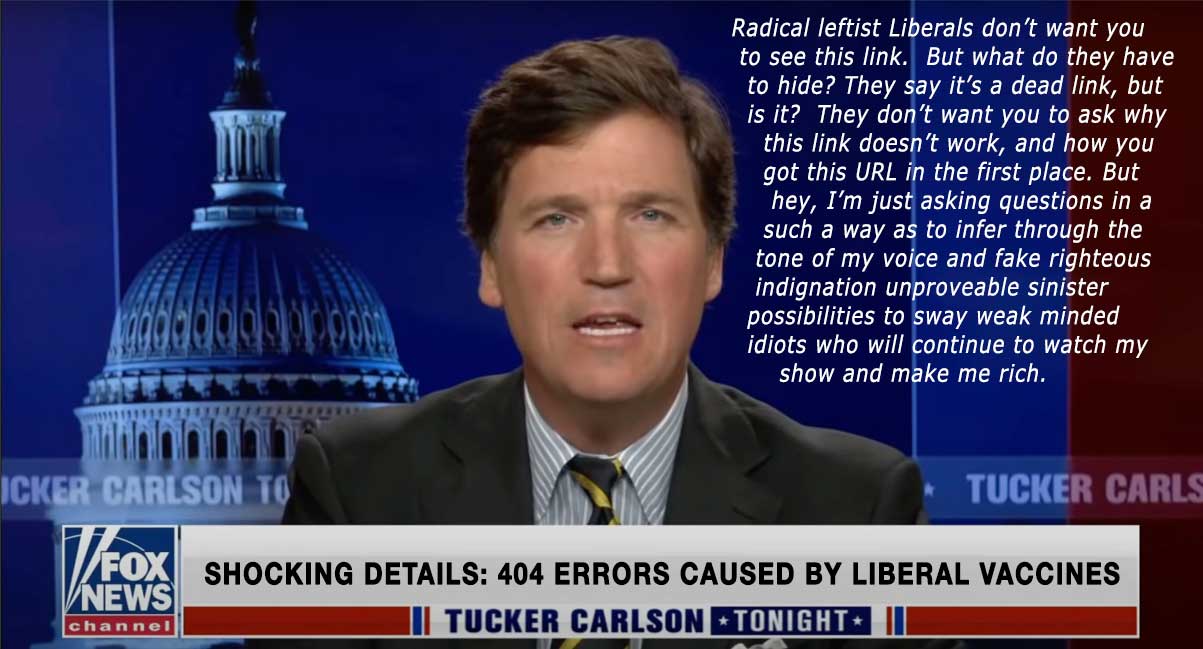 Radical leftist Liberals don't want you
to see this link. But what do they have
to hide? They say it's a dead link, but
is it? They don't want you to ask why
this link doesn't work, and how you
got this URL in the first place. But
hey, I'm just asking questions in a
such a way as to infer through the
tone of my voice and fake righteous
indignation unproveable sinister
possibilities to sway weak minded
idiots who will continue to watch my
show and make me rich.
UCKER CARLSON TO
TUCKER CARLS
FOX
NEWS
channel
SHOCKING DETAILS: 404 ERRORS CAUSED BY LIBERAL VACCINES
TUCKER CARLSON TONIGHT